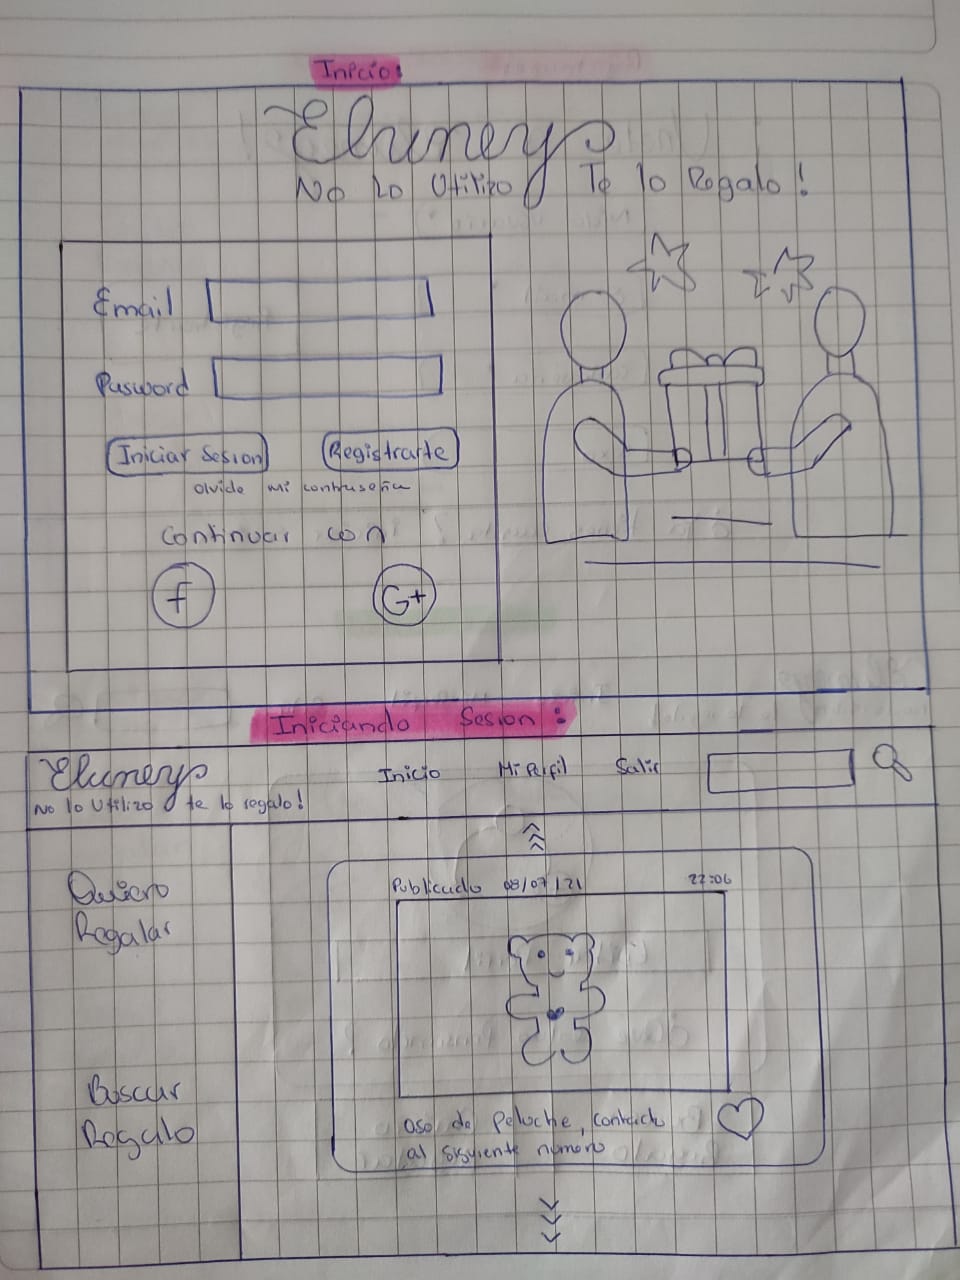 Inicio:
Eluneys
No Lo Utilizo Te lo Regalo!
Email
Pasword
Iniciar Sesion
Registrarte
olvide mi contraseña
Continuar con
f
G+
Iniciando Sesion:
Eluneys
No lo Utilizo te lo regalo!
Inicio
Mi Perfil
Salir
Quiero
Regalar
Buscar
Regalo
Publicado 08/07/21
22:06
oso de Peluche, contacto
al siguiente numero